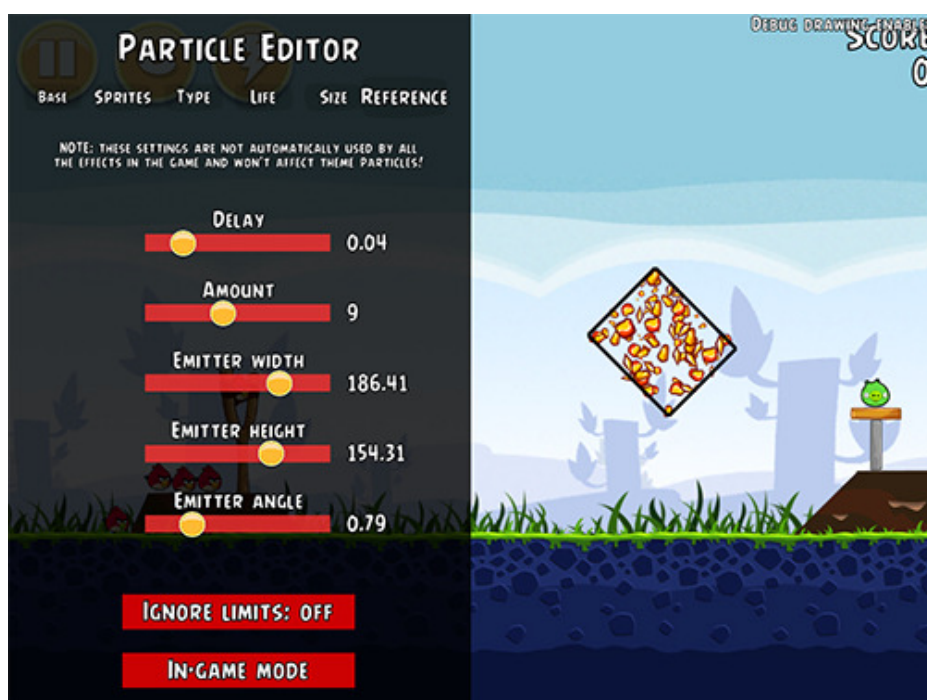 PARTICLE EDITOR
BASE SPRITES TYPE LIFE SIZE REFERENCE
NOTE: THESE SETTINGS ARE NOT AUTOMATICALLY USED BY ALL
THE EFFECTS IN THE GAME AND WON'T AFFECT THEME PARTICLES!
DELAY
0.04
AMOUNT
9
EMITTER WIDTH
186.41
EMITTER HEIGHT
154.31
EMITTER ANGLE
0.79
IGNORE LIMITS: OFF
IN-GAME MODE
DEBUG DRAWING ENABLE
SCORE
0